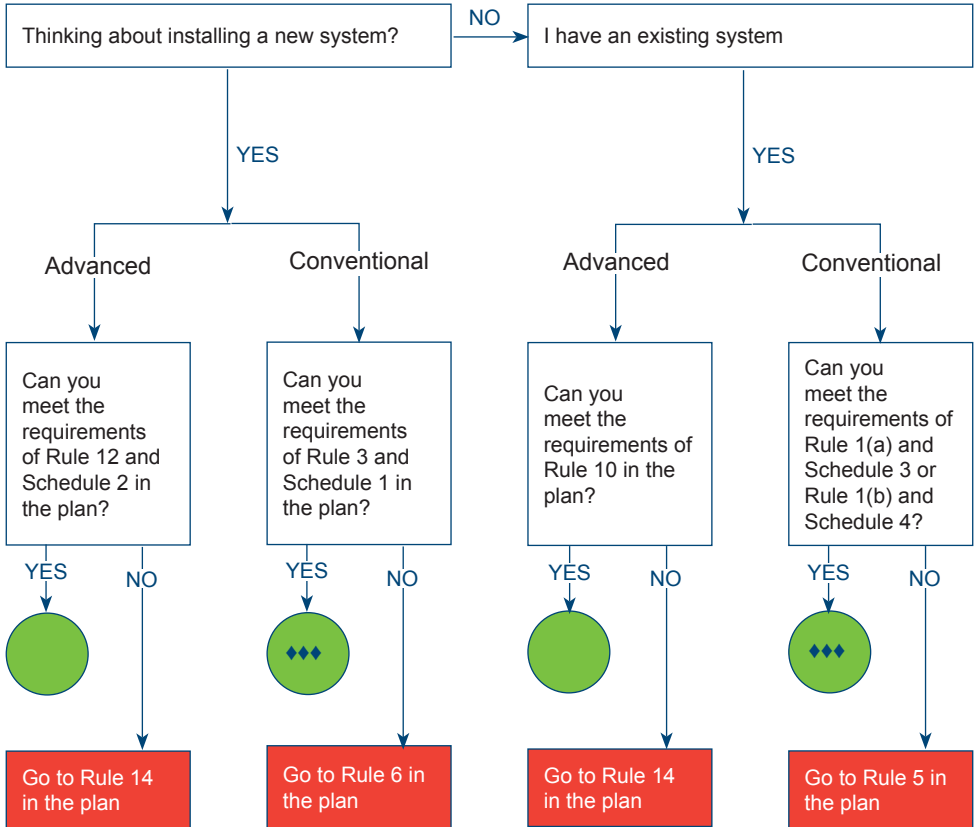 Thinking about installing a new system?
NO
I have an existing system
YES
YES
Advanced
Conventional
Advanced
Conventional
Can you
meet the
requirements
of Rule 12 and
Schedule 2 in
the plan?
Can you
meet the
requirements
of Rule 3 and
Schedule 1 in
the plan?
Can you
meet the
requirements of
Rule 10 in the
plan?
Can you
meet the
requirements of
Rule 1(a) and
Schedule 3 or
Rule 1(b) and
Schedule 4?
YES
NO
YES
NO
YES
NO
YES
NO
♦♦♦
♦♦♦
Go to Rule 14
in the plan
Go to Rule 6 in
the plan
Go to Rule 14
in the plan
Go to Rule 5 in
the plan